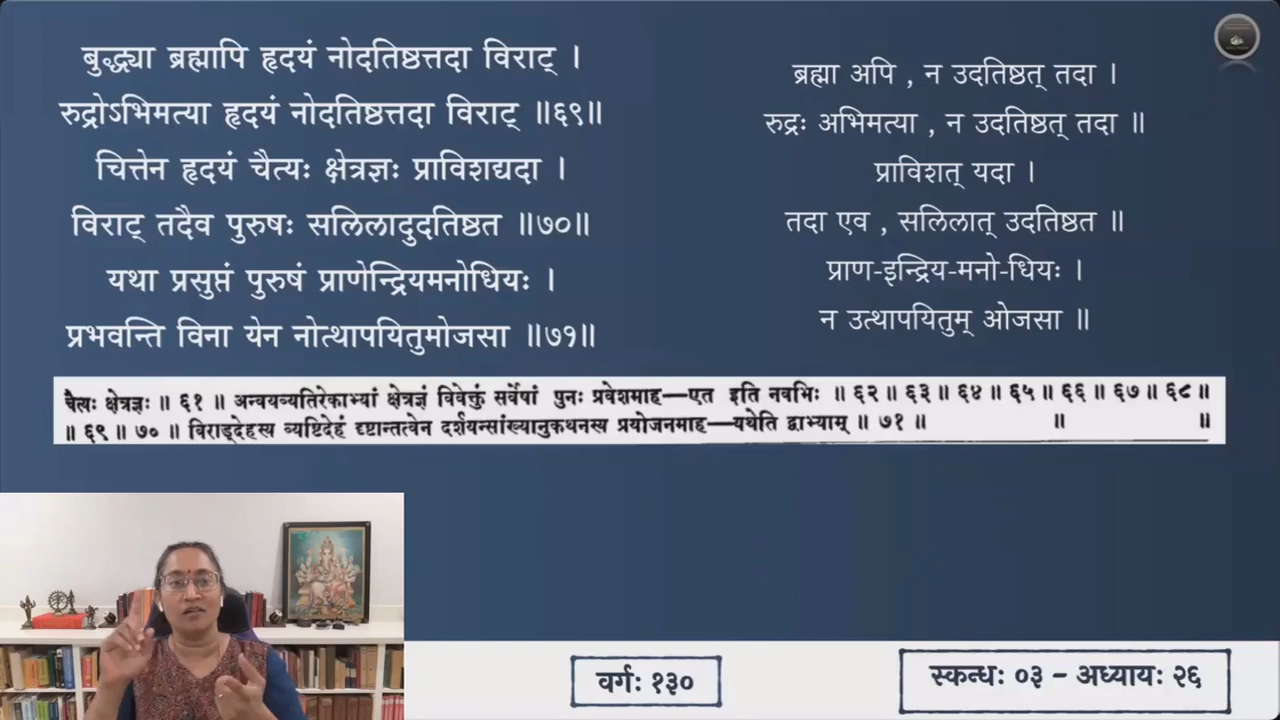 बुद्ध्या ब्रह्मापि हृदयं नोदतिष्ठत्तदा विराट् ।
रुद्रोऽभिमत्या हृदयं नोदतिष्ठत्तदा विराट् ॥६९॥
चित्तेन हृदयं चैत्यः क्षेत्रज्ञः प्राविशद्यदा ।
विराट् तदैव पुरुषः सलिलादुदतिष्ठत ॥७०॥
यथा प्रसुप्तं पुरुषं प्राणेन्द्रियमनोधियः ।
प्रभवन्ति विना येन नोत्थापयितुमोजसा ॥७१॥
ब्रह्मा अपि , न उदतिष्ठत् तदा ।
रुद्रः अभिमत्या , न उदतिष्ठत् तदा ॥
प्राविशत् यदा ।
तदा एव , सलिलात् उदतिष्ठत ॥
प्राण-इन्द्रिय-मनो-धियः ।
न उत्थापयितुम् ओजसा ॥
चैत्यः क्षेत्रज्ञः ॥ ६१ ॥ अन्वयव्यतिरेकाभ्यां क्षेत्रज्ञं विवेक्तुं सर्वेषां पुनः प्रवेशमाह—एत इति नवभिः ॥ ६२ ॥ ६३ ॥ ६४ ॥ ६५ ॥ ६६ ॥ ६७ ॥ ६८ ॥
॥ ६९ ॥ ७० ॥ विराड्देहस्य व्यष्टिदेहं दृष्टान्तत्वेन दर्शयन्सांख्यानुकथनस्य प्रयोजनमाह—यथेति द्वाभ्याम् ॥ ७१ ॥ ॥ ॥
वर्गः १३०
स्कन्धः ०३ - अध्यायः २६